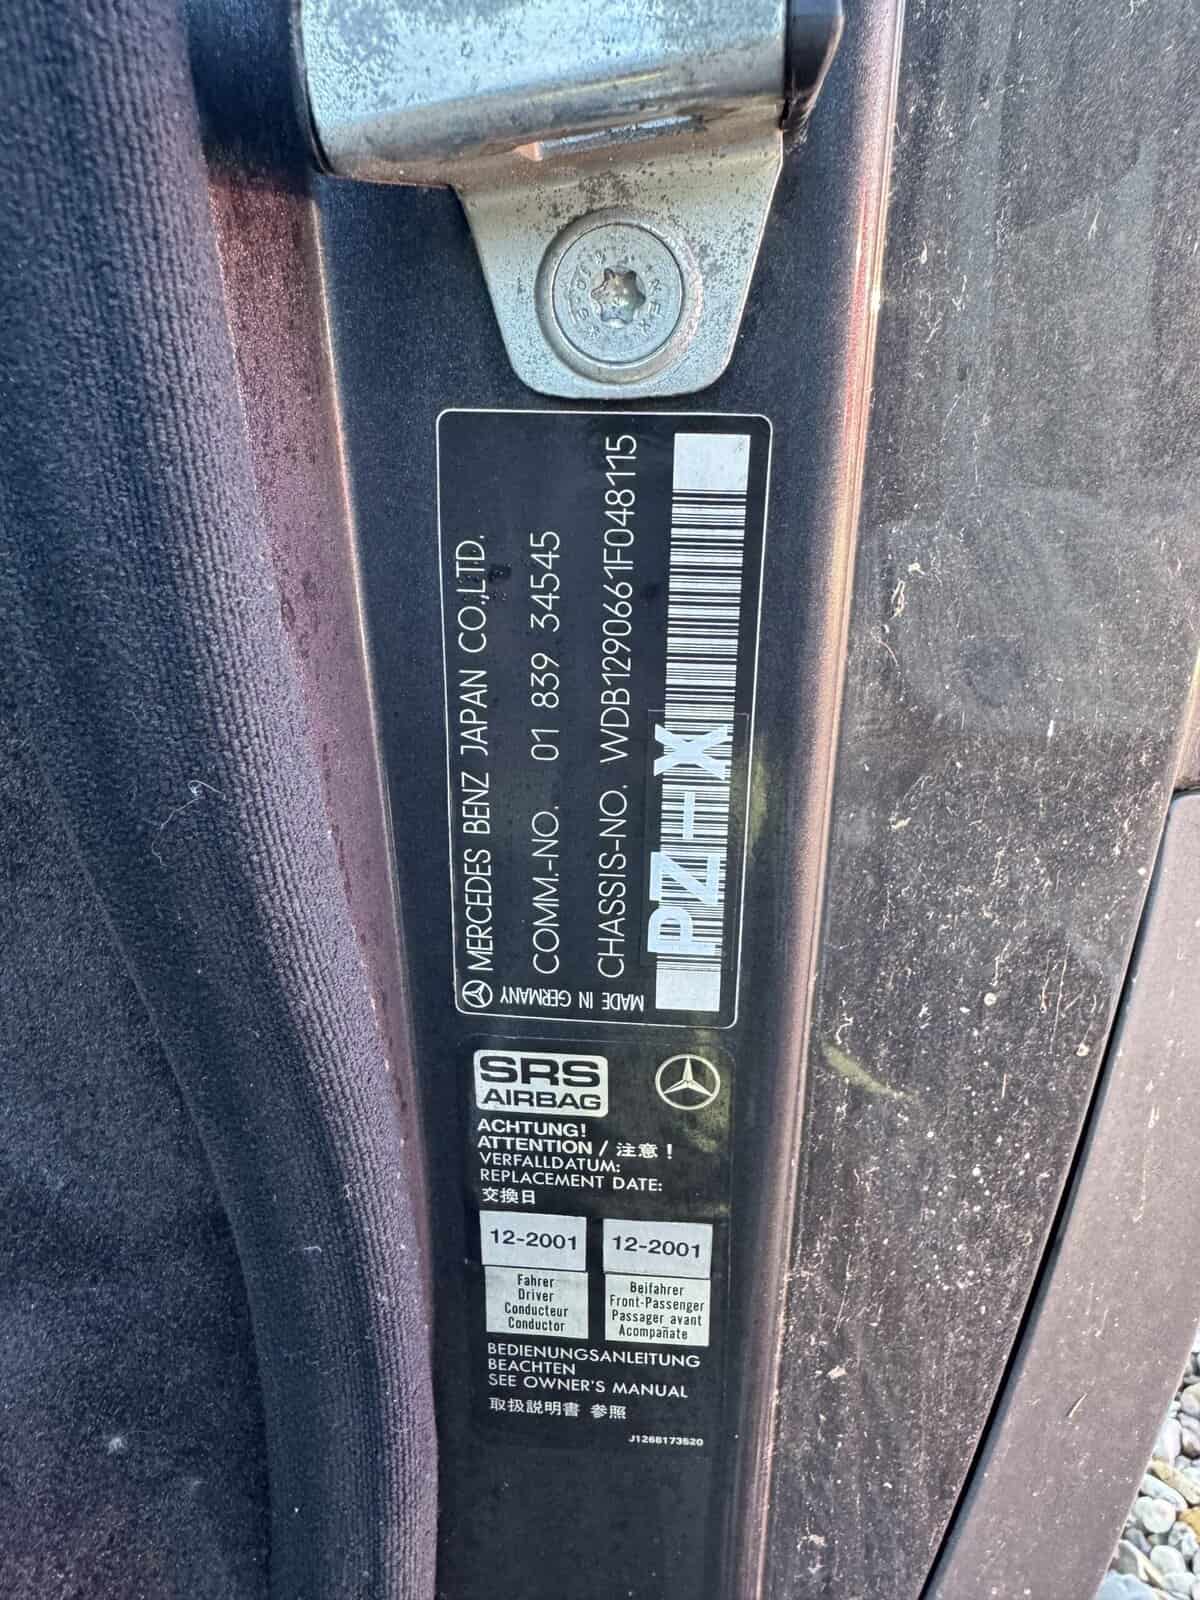 MERCEDES BENZ JAPAN CO.,LTD.
COMM.-NO. 01 839 34545
CHASSIS-NO. WDB1290661F048115
MADE IN GERMANY
PZ-X
SRS
AIRBAG
ACHTUNG!
ATTENTION / 注意 !
VERFALLDATUM:
REPLACEMENT DATE:
交換日
12-2001 12-2001
Fahrer
Driver
Conducteur
Conductor
Beifahrer
Front-Passenger
Passager avant
Acompañate
BEDIENUNGSANLEITUNG
BEACHTEN
SEE OWNER'S MANUAL
取扱説明書 参照
J1268173520